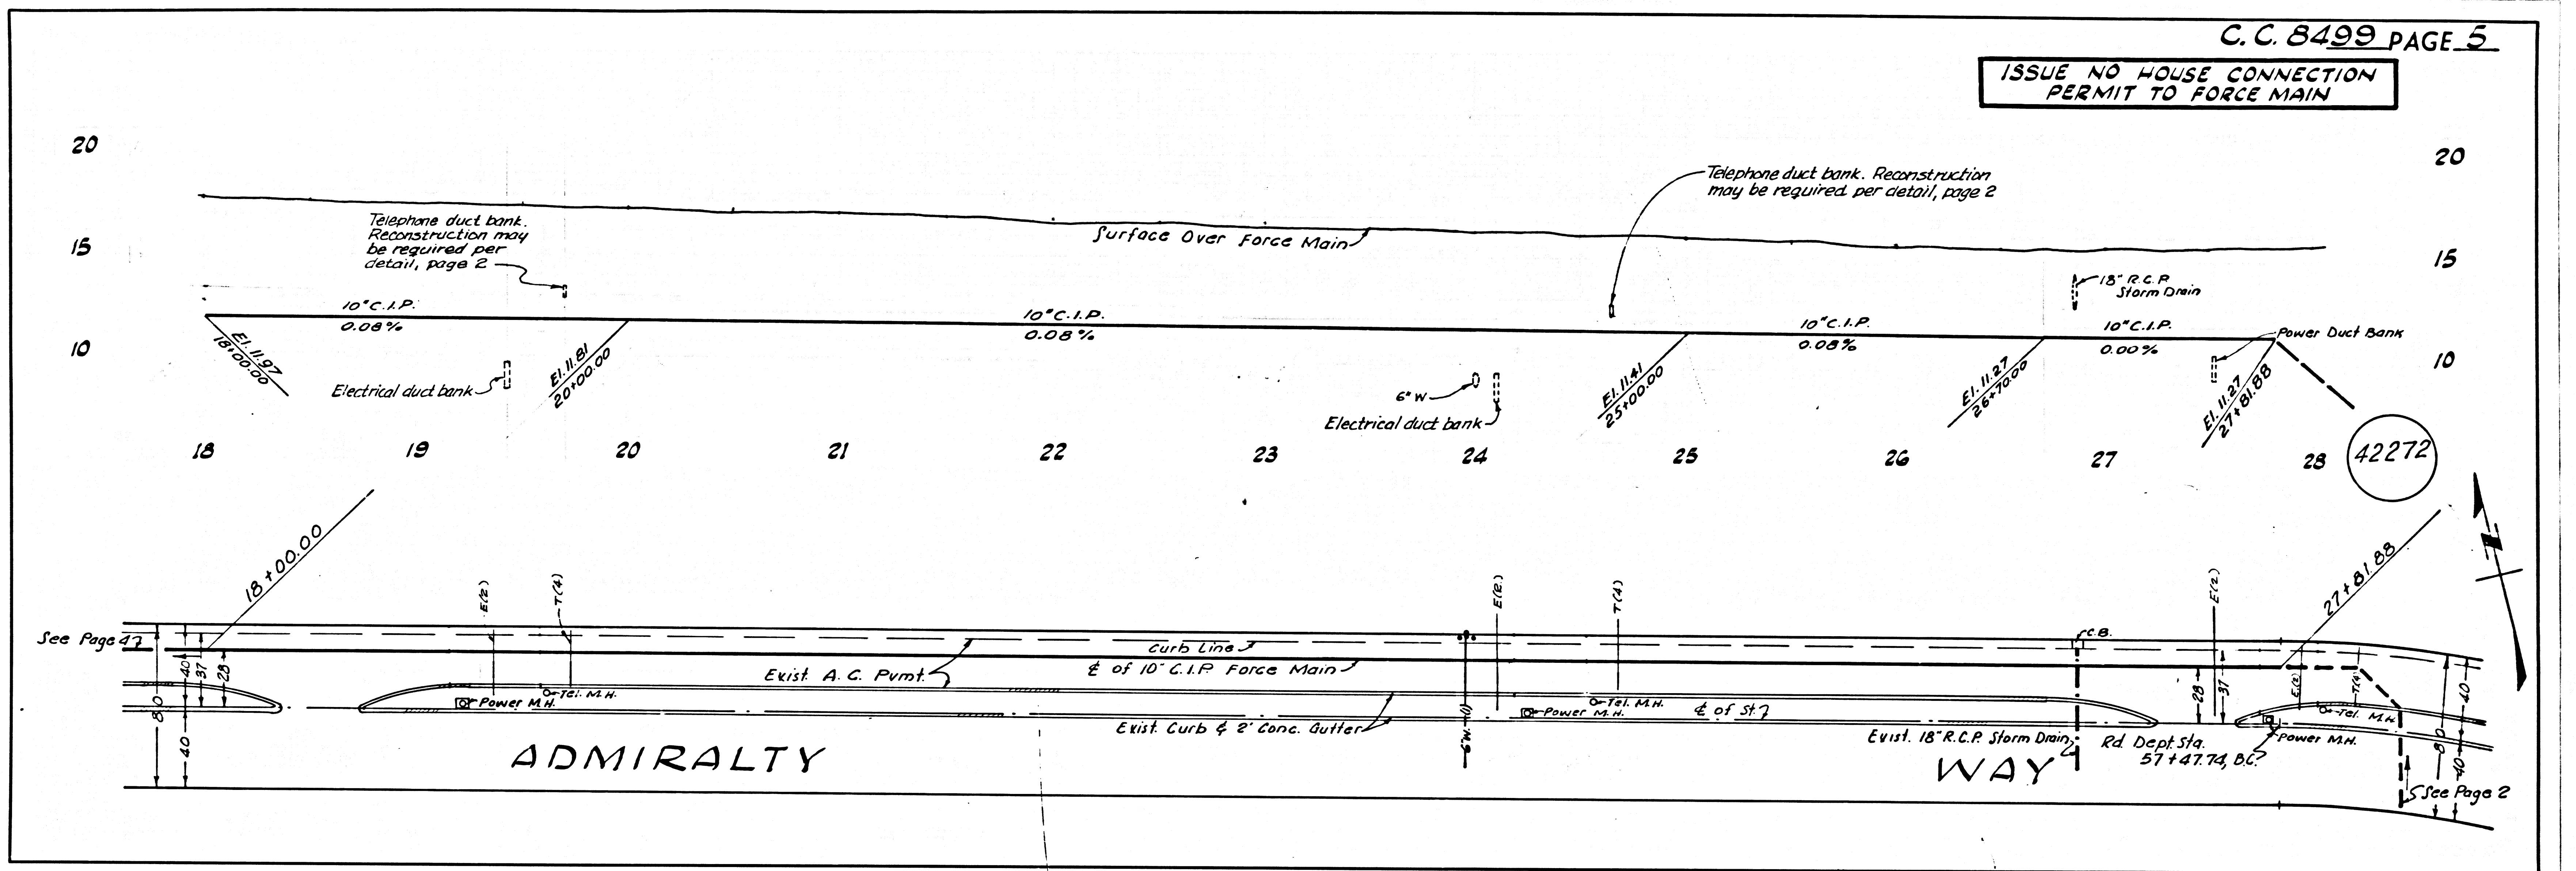 C.C. 8499 PAGE 5
ISSUE NO HOUSE CONNECTION
PERMIT TO FORCE MAIN
20
20
15
15
10
10
Telephone duct bank.
Reconstruction may
be required per
detail, page 2
Surface Over Force Main
Telephone duct bank. Reconstruction
may be required per detail, page 2
18" R.C.P.
Storm Drain
10" C.I.P.
0.08%
10" C.I.P.
0.08%
10" C.I.P.
0.08%
10" C.I.P.
0.00%
Power Duct Bank
El. 11.97
18+00.00
Electrical duct bank
El. 11.81
20+00.00
6" W
Electrical duct bank
El. 11.41
25+00.00
El. 11.27
26+70.00
El. 11.27
27+81.88
18 19 20 21 22 23 24 25 26 27 28
42272
18+00.00
E(2)
T(4)
E(2)
T(4)
E(2)
27+81.88
N
See Page 4
80
40
37
28
40
Exist. A.C. Pvmt.
Curb Line
℄ of 10" C.I.P. Force Main
C.B.
Power M.H.
Tel. M.H.
6" W. (1)
Power M.H.
Tel. M.H.
℄ of St.
Exist. Curb & 2' Conc. Gutter
Exist. 18" R.C.P. Storm Drain
Rd. Dept. Sta.
57+47.74, B.C.
28
37
E(2)
T(4)
Tel. M.H.
Power M.H.
80
40
40
See Page 2
ADMIRALTY WAY